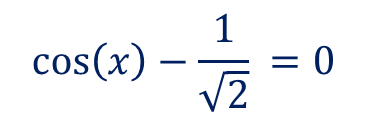 cos(x) − 1/√2 = 0